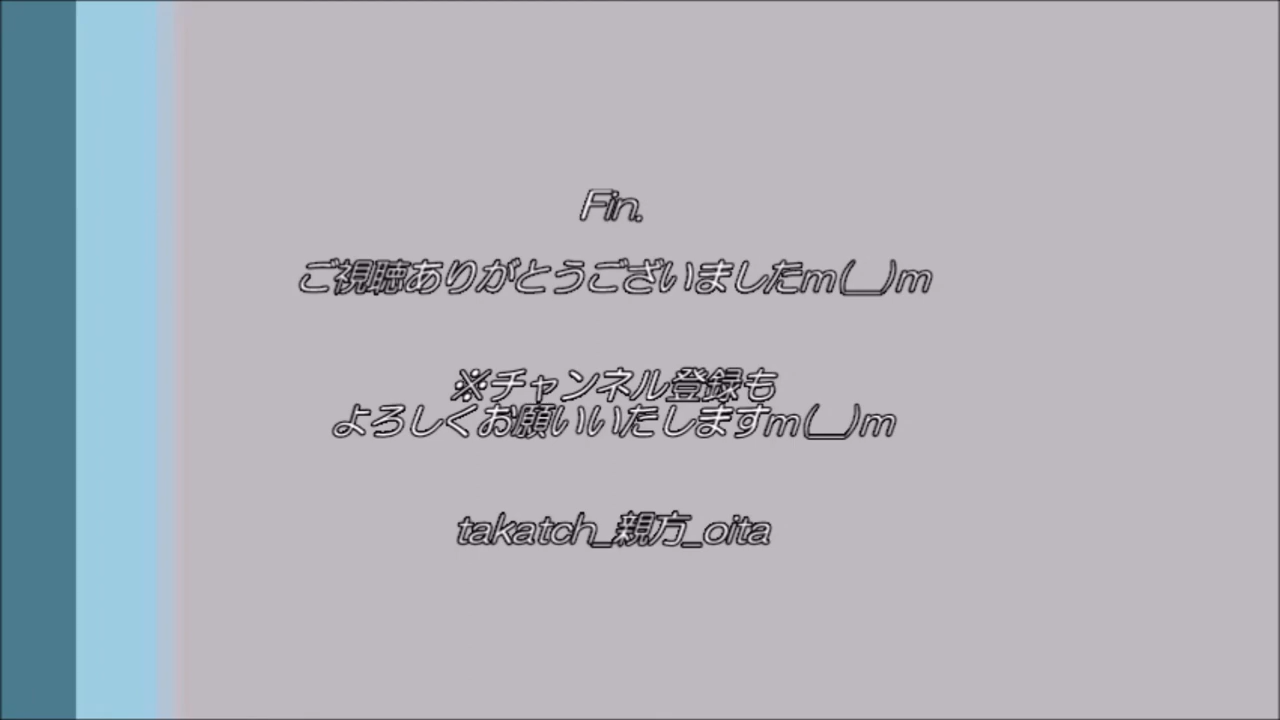 Fin.
ご視聴ありがとうございましたm(__)m
※チャンネル登録も
よろしくお願いいたしますm(__)m
takatch_親方_oita